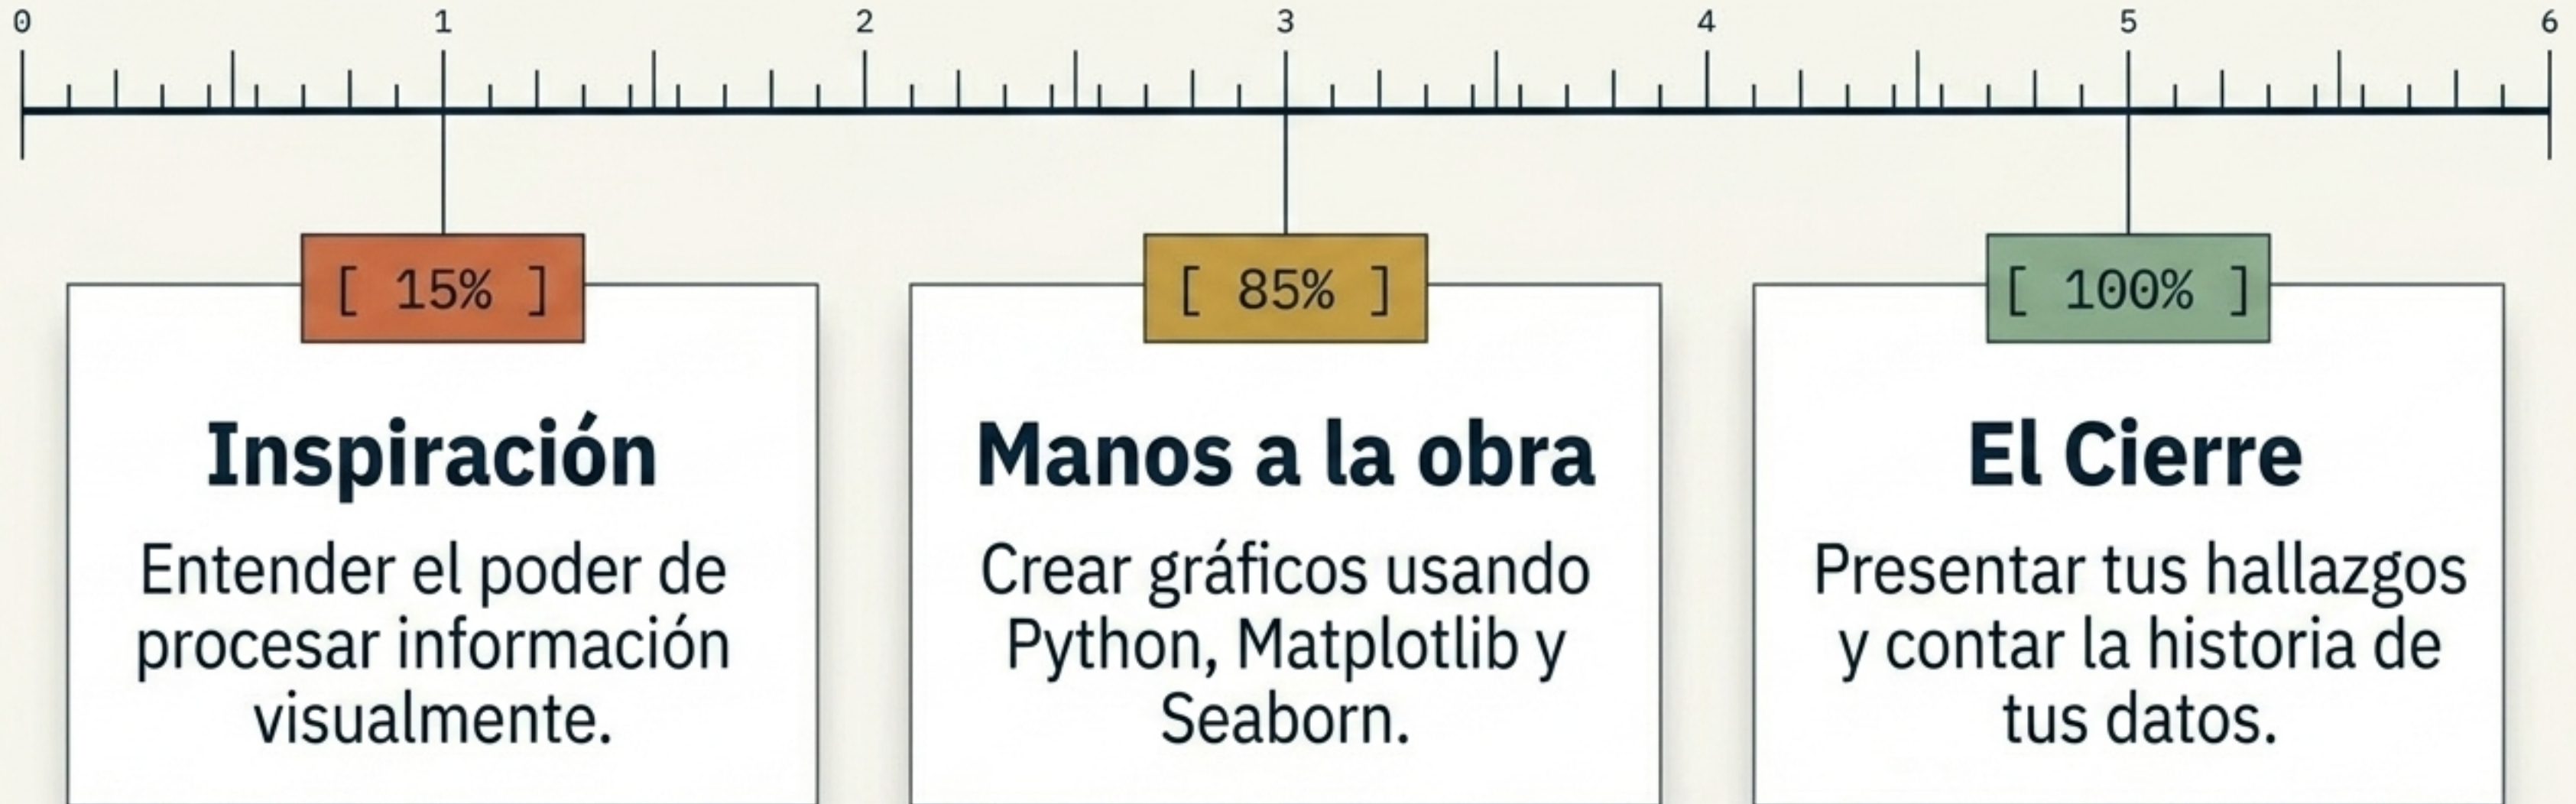 0 1 2 3 4 5 6
[ 15% ]
Inspiración
Entender el poder de
procesar información
visualmente.
[ 85% ]
Manos a la obra
Crear gráficos usando
Python, Matplotlib y
Seaborn.
[ 100% ]
El Cierre
Presentar tus hallazgos
y contar la historia de
tus datos.